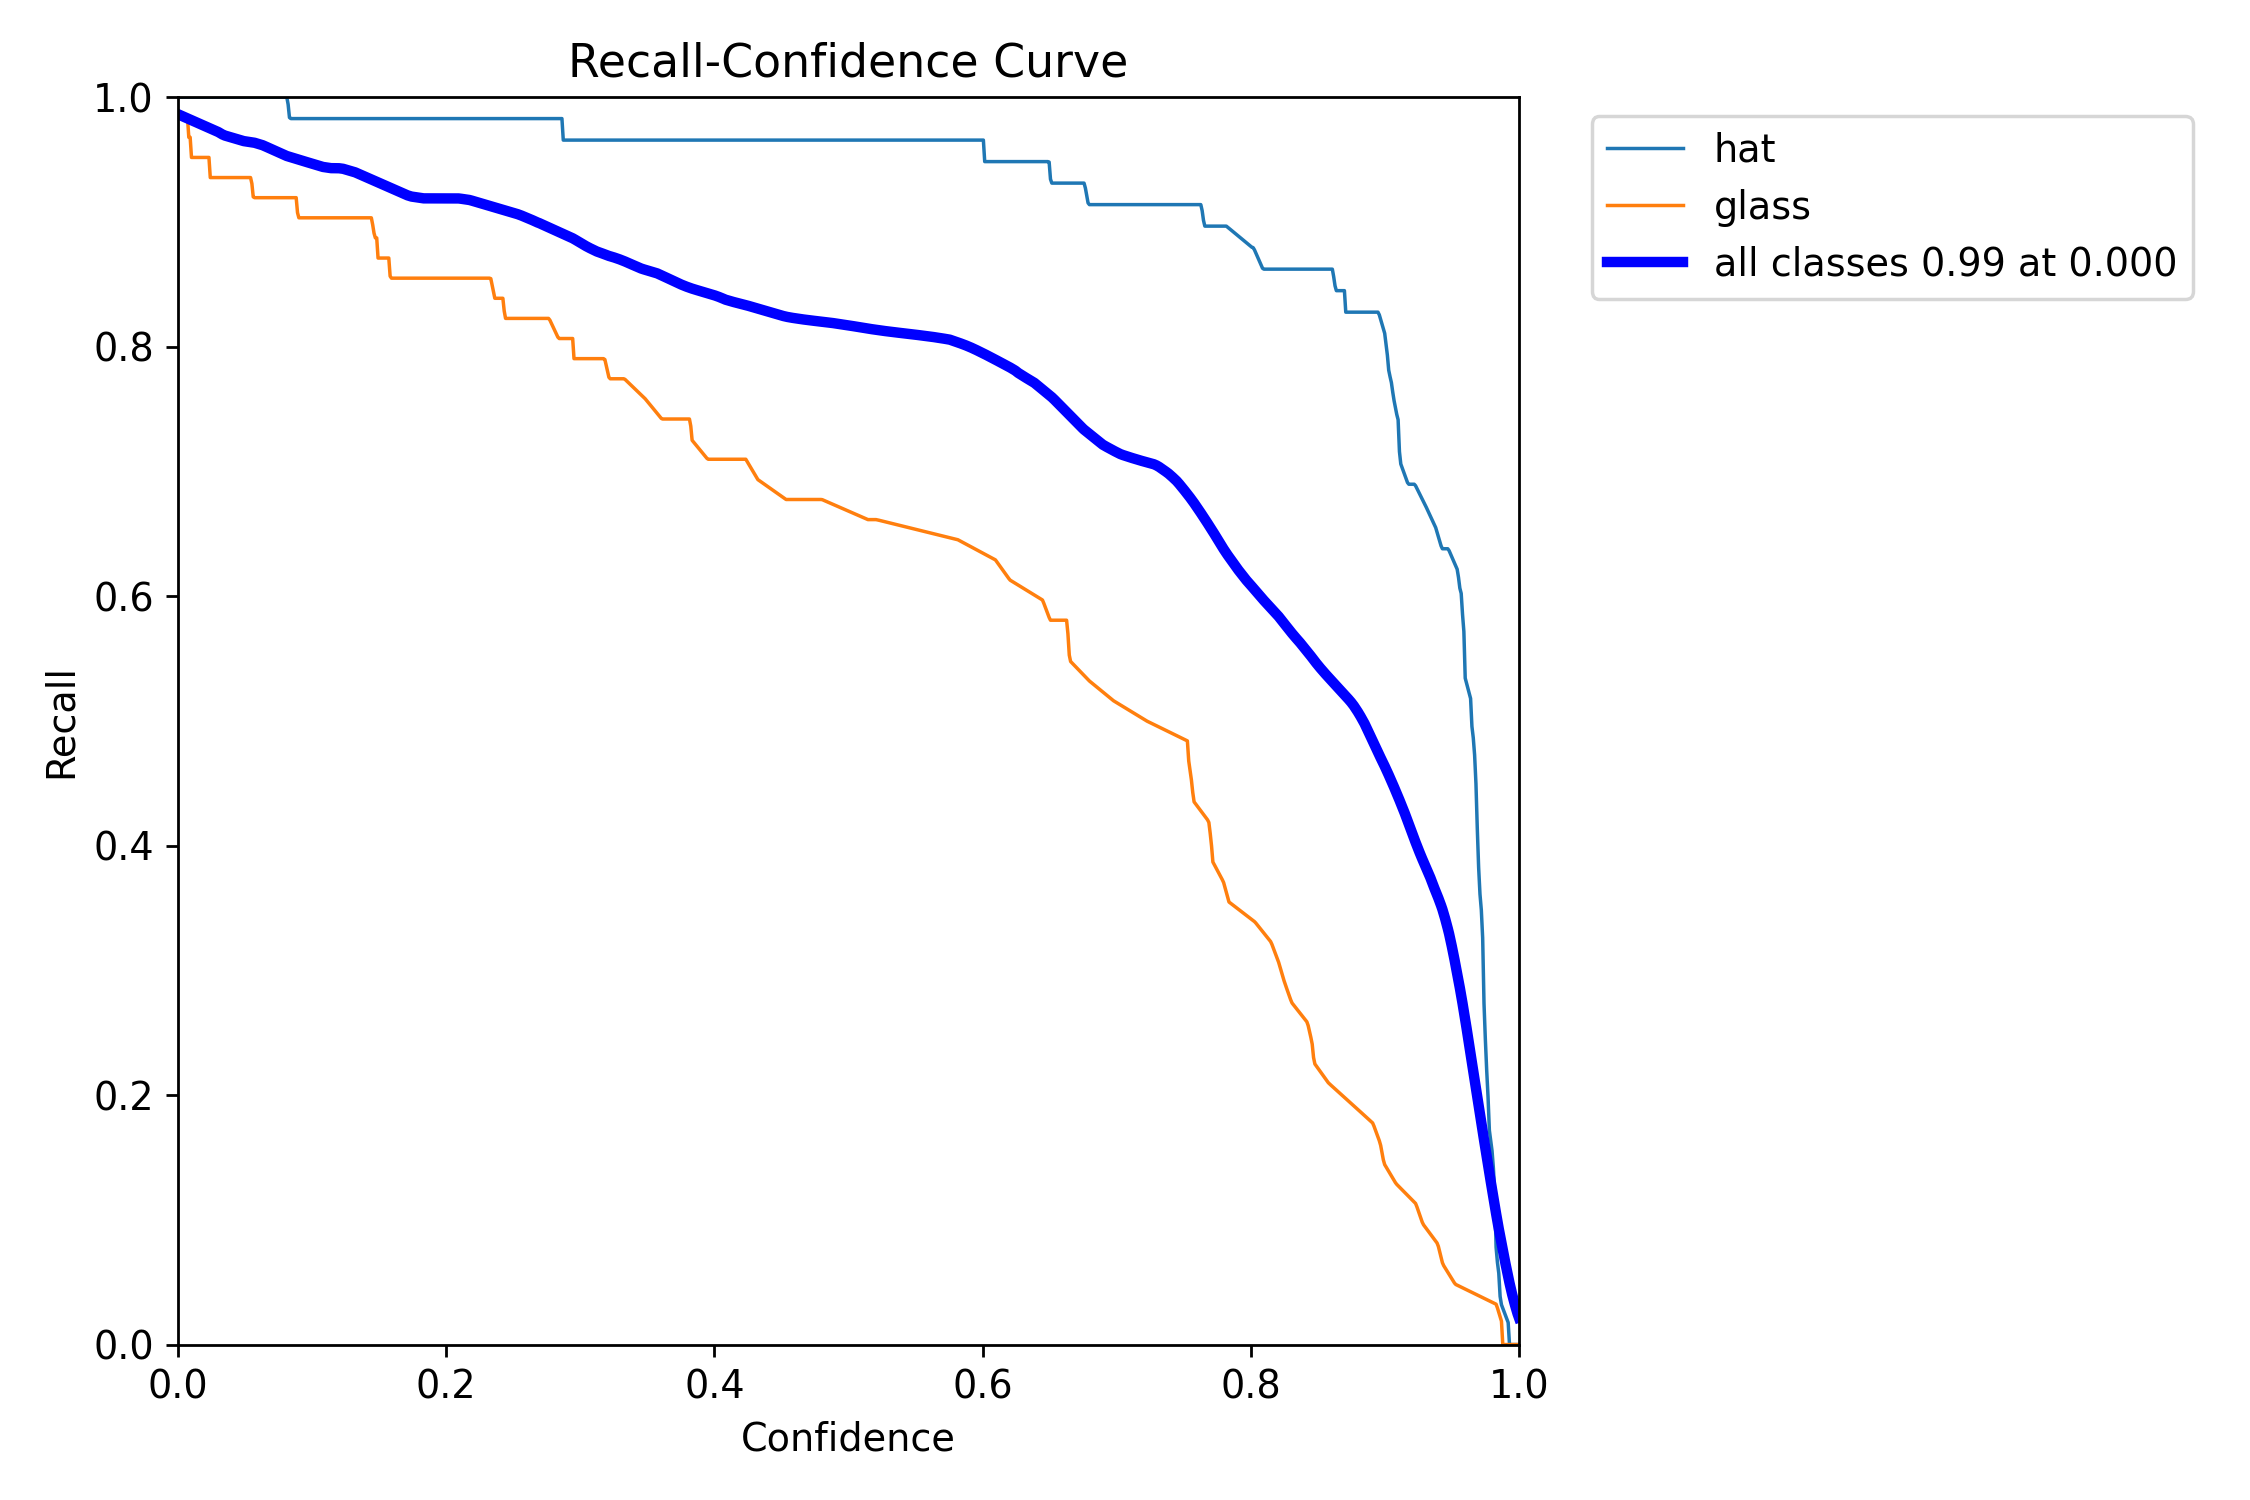 Recall-Confidence Curve
1.0
0.8
0.6
0.4
0.2
0.0
Recall
0.0 0.2 0.4 0.6 0.8 1.0
Confidence
hat
glass
all classes 0.99 at 0.000